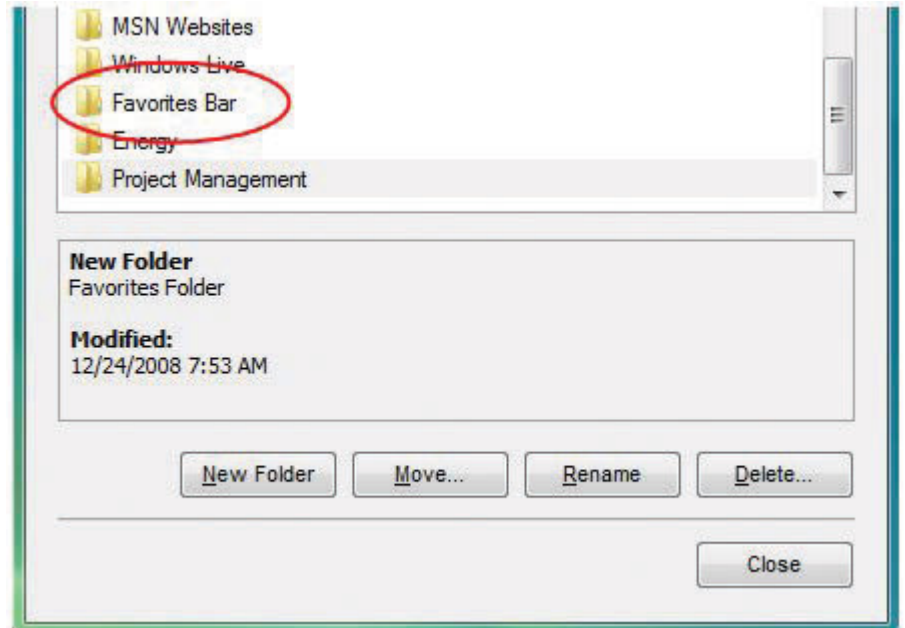 MSN Websites
Windows Live
Favorites Bar
Energy
Project Management
New Folder
Favorites Folder
Modified:
12/24/2008 7:53 AM
New Folder Move... Rename Delete...
Close